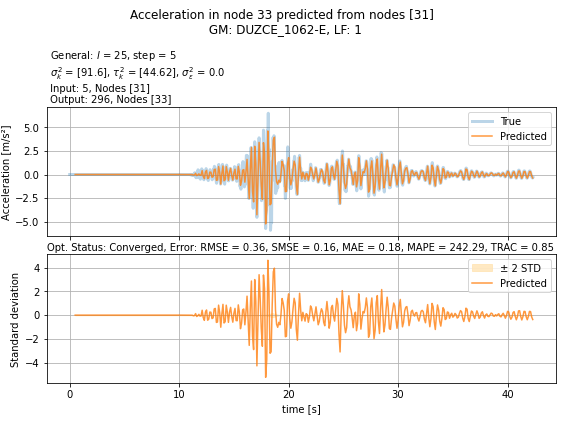 Acceleration in node 33 predicted from nodes [31]
GM: DUZCE_1062-E, LF: 1
General: l = 25, step = 5
σ²ₖ = [91.6], τ²ₖ = [44.62], σ²ε = 0.0
Input: 5, Nodes [31]
Output: 296, Nodes [33]
Acceleration [m/s²]
5.0
2.5
0.0
−2.5
−5.0
True
Predicted
Opt. Status: Converged, Error: RMSE = 0.36, SMSE = 0.16, MAE = 0.18, MAPE = 242.29, TRAC = 0.85
Standard deviation
4
2
0
−2
−4
± 2 STD
Predicted
0 10 20 30 40
time [s]